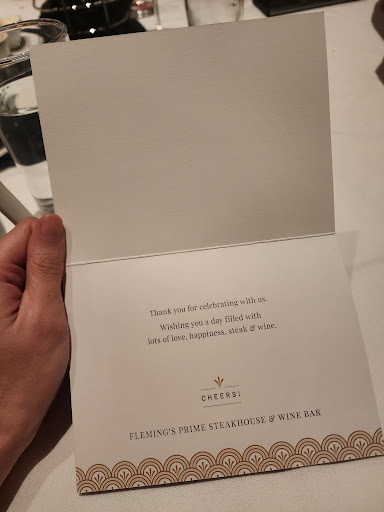 Thank you for celebrating with us.
Wishing you a day filled with
lots of love, happiness, steak & wine.
CHEERS!
FLEMING'S PRIME STEAKHOUSE & WINE BAR